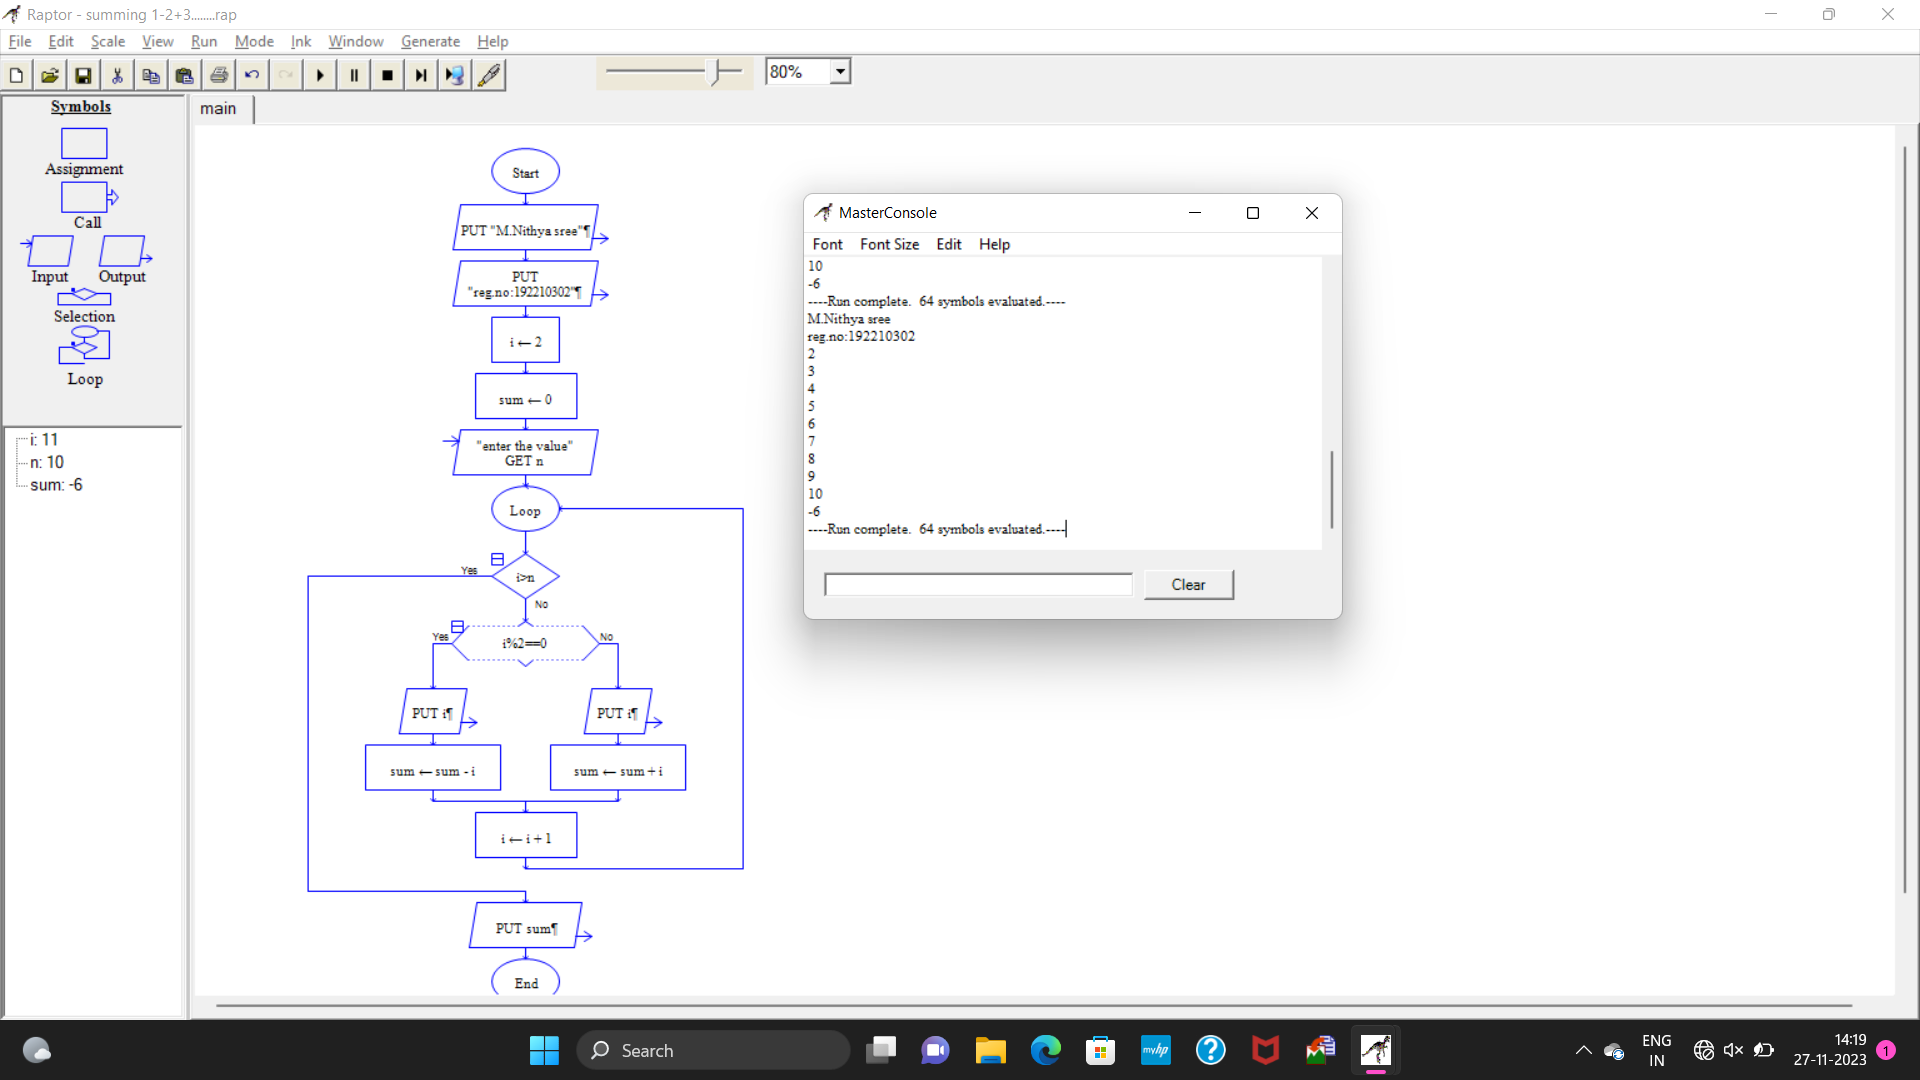 Raptor - summing 1-2+3........rap
File Edit Scale View Run Mode Ink Window Generate Help
80%
Symbols
Assignment
Call
Input Output
Selection
Loop
i: 11
n: 10
sum: -6
main
Start
PUT "M.Nithya sree"¶
PUT
"reg.no:192210302"¶
i ← 2
sum ← 0
"enter the value"
GET n
Loop
Yes
i>n
No
Yes
i%2==0
No
PUT i¶
PUT i¶
sum ← sum - i
sum ← sum + i
i ← i + 1
PUT sum¶
End
MasterConsole
Font Font Size Edit Help
10
-6
----Run complete.  64 symbols evaluated.----
M.Nithya sree
reg.no:192210302
2
3
4
5
6
7
8
9
10
-6
----Run complete.  64 symbols evaluated.----
Clear
Search
myhp
ENG
IN
14:19
27-11-2023
1